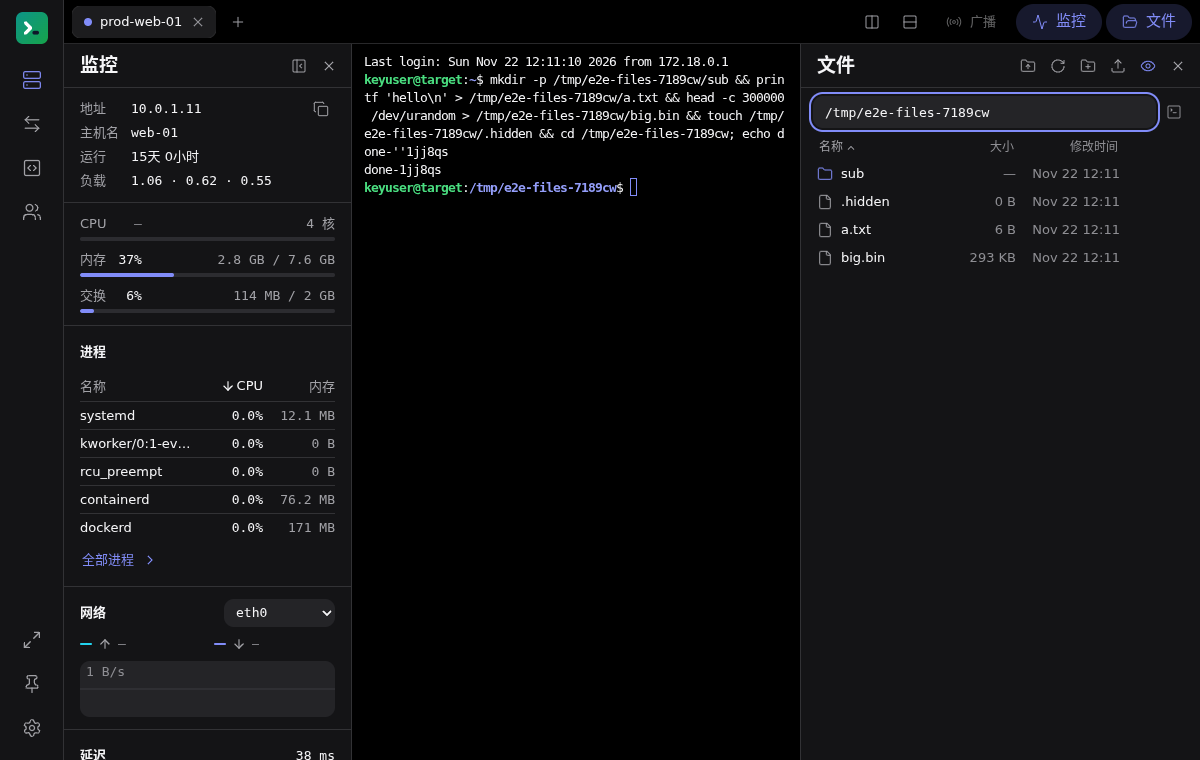 prod-web-01
广播
监控
文件
监控
地址 10.0.1.11
主机名 web-01
运行 15天 0小时
负载 1.06 · 0.62 · 0.55
CPU — 4 核
内存 37% 2.8 GB / 7.6 GB
交换 6% 114 MB / 2 GB
进程
名称 ↓ CPU 内存
systemd 0.0% 12.1 MB
kworker/0:1-ev… 0.0% 0 B
rcu_preempt 0.0% 0 B
containerd 0.0% 76.2 MB
dockerd 0.0% 171 MB
全部进程
网络 eth0
↑ — ↓ —
1 B/s
延迟 38 ms
Last login: Sun Nov 22 12:11:10 2026 from 172.18.0.1
keyuser@target:~$ mkdir -p /tmp/e2e-files-7189cw/sub && prin
tf 'hello\n' > /tmp/e2e-files-7189cw/a.txt && head -c 300000
 /dev/urandom > /tmp/e2e-files-7189cw/big.bin && touch /tmp/
e2e-files-7189cw/.hidden && cd /tmp/e2e-files-7189cw; echo d
one-''1jj8qs
done-1jj8qs
keyuser@target:/tmp/e2e-files-7189cw$
文件
/tmp/e2e-files-7189cw
名称 大小 修改时间
sub — Nov 22 12:11
.hidden 0 B Nov 22 12:11
a.txt 6 B Nov 22 12:11
big.bin 293 KB Nov 22 12:11